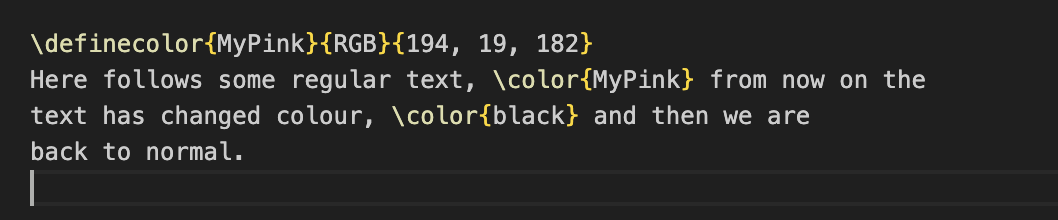 \definecolor{MyPink}{RGB}{194, 19, 182}
Here follows some regular text, \color{MyPink} from now on the
text has changed colour, \color{black} and then we are
back to normal.